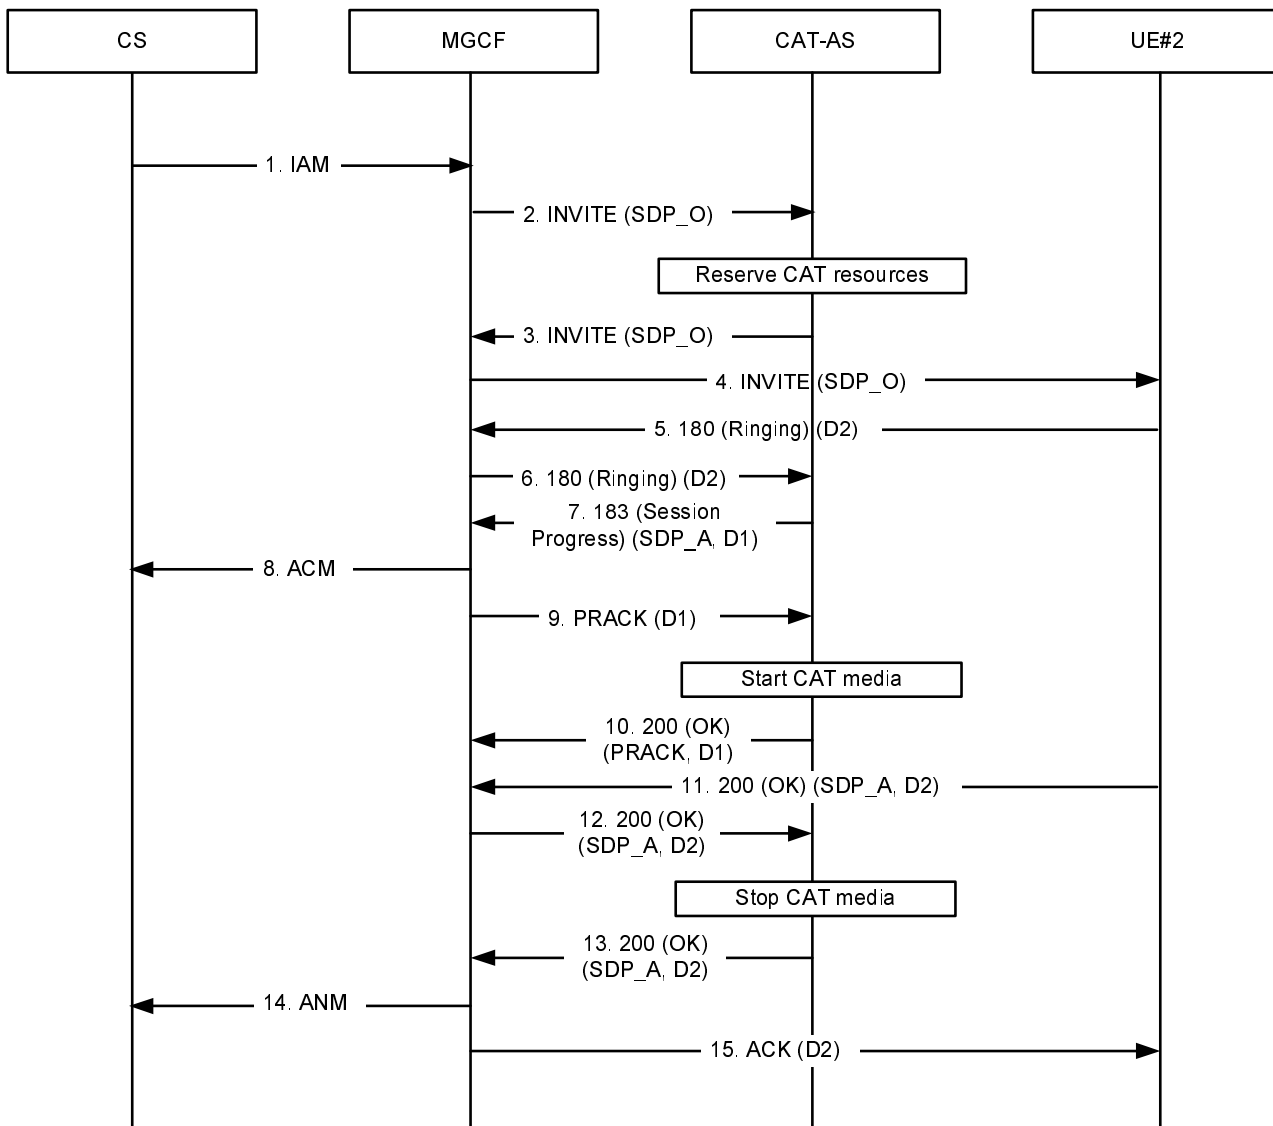 CS
MGCF
CAT-AS
UE#2
1. IAM
2. INVITE (SDP_O)
Reserve CAT resources
3. INVITE (SDP_O)
4. INVITE (SDP_O)
5. 180 (Ringing) (D2)
6. 180 (Ringing) (D2)
7. 183 (Session
Progress) (SDP_A, D1)
8. ACM
9. PRACK (D1)
Start CAT media
10. 200 (OK)
(PRACK, D1)
11. 200 (OK) (SDP_A, D2)
12. 200 (OK)
(SDP_A, D2)
Stop CAT media
13. 200 (OK)
(SDP_A, D2)
14. ANM
15. ACK (D2)